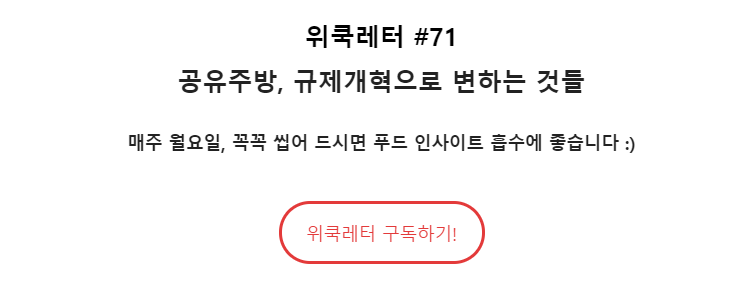 위쿡레터 #71
공유주방, 규제개혁으로 변하는 것들
매주 월요일, 꼭꼭 씹어 드시면 푸드 인사이트 흡수에 좋습니다 :)
위쿡레터 구독하기!